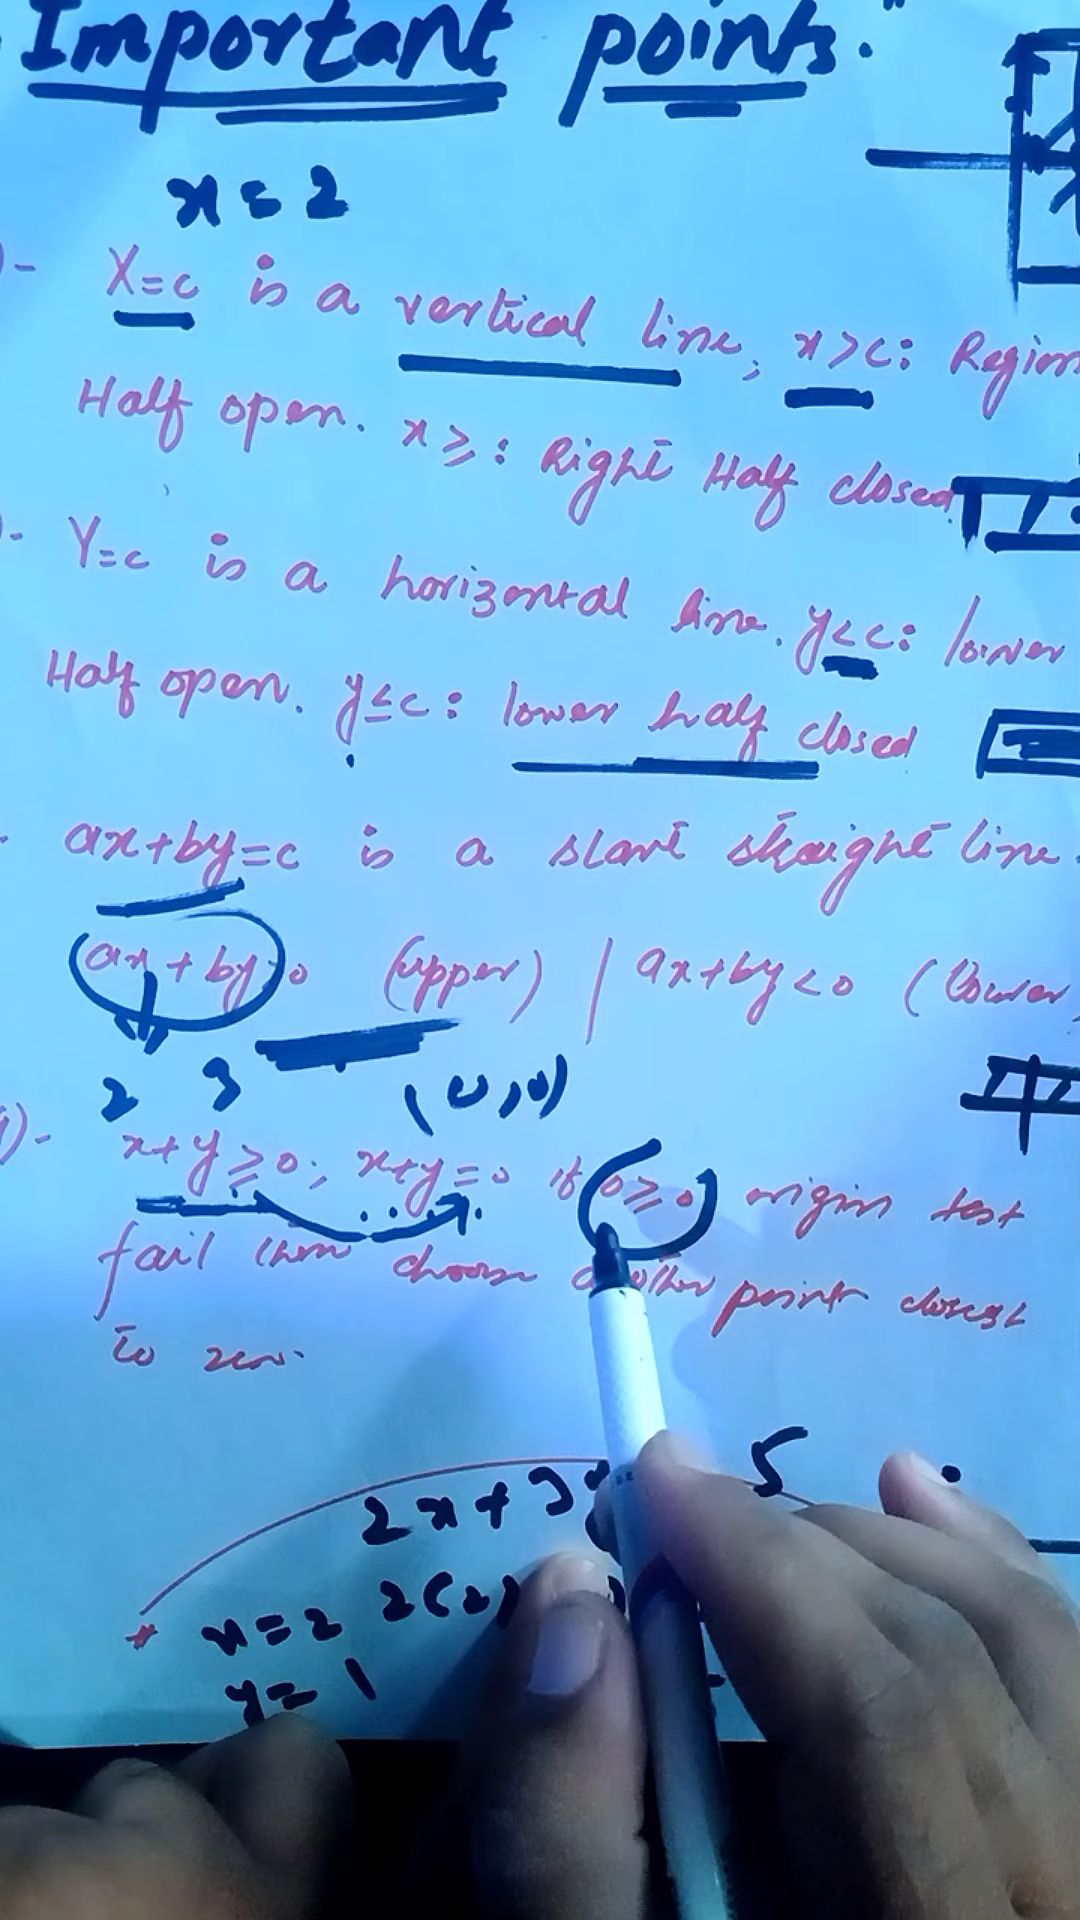 Important points."
x = 2
)- X=c is a vertical line, x>c: Region
Half open. x ≥: Right Half closed
)- Y=c is a horizontal line. y<c: lower
Half open. y≤c: lower half closed
- ax+by=c is a slant straight line.
ax+by>0 (upper) | ax+by<0 (lower
2 3 (0,0)
)- x+y≥0; x+y=0 if 0≥0 origin test
fail then choose another point closest
to zero.
2x+3 5
x=2 2(2)
y=1